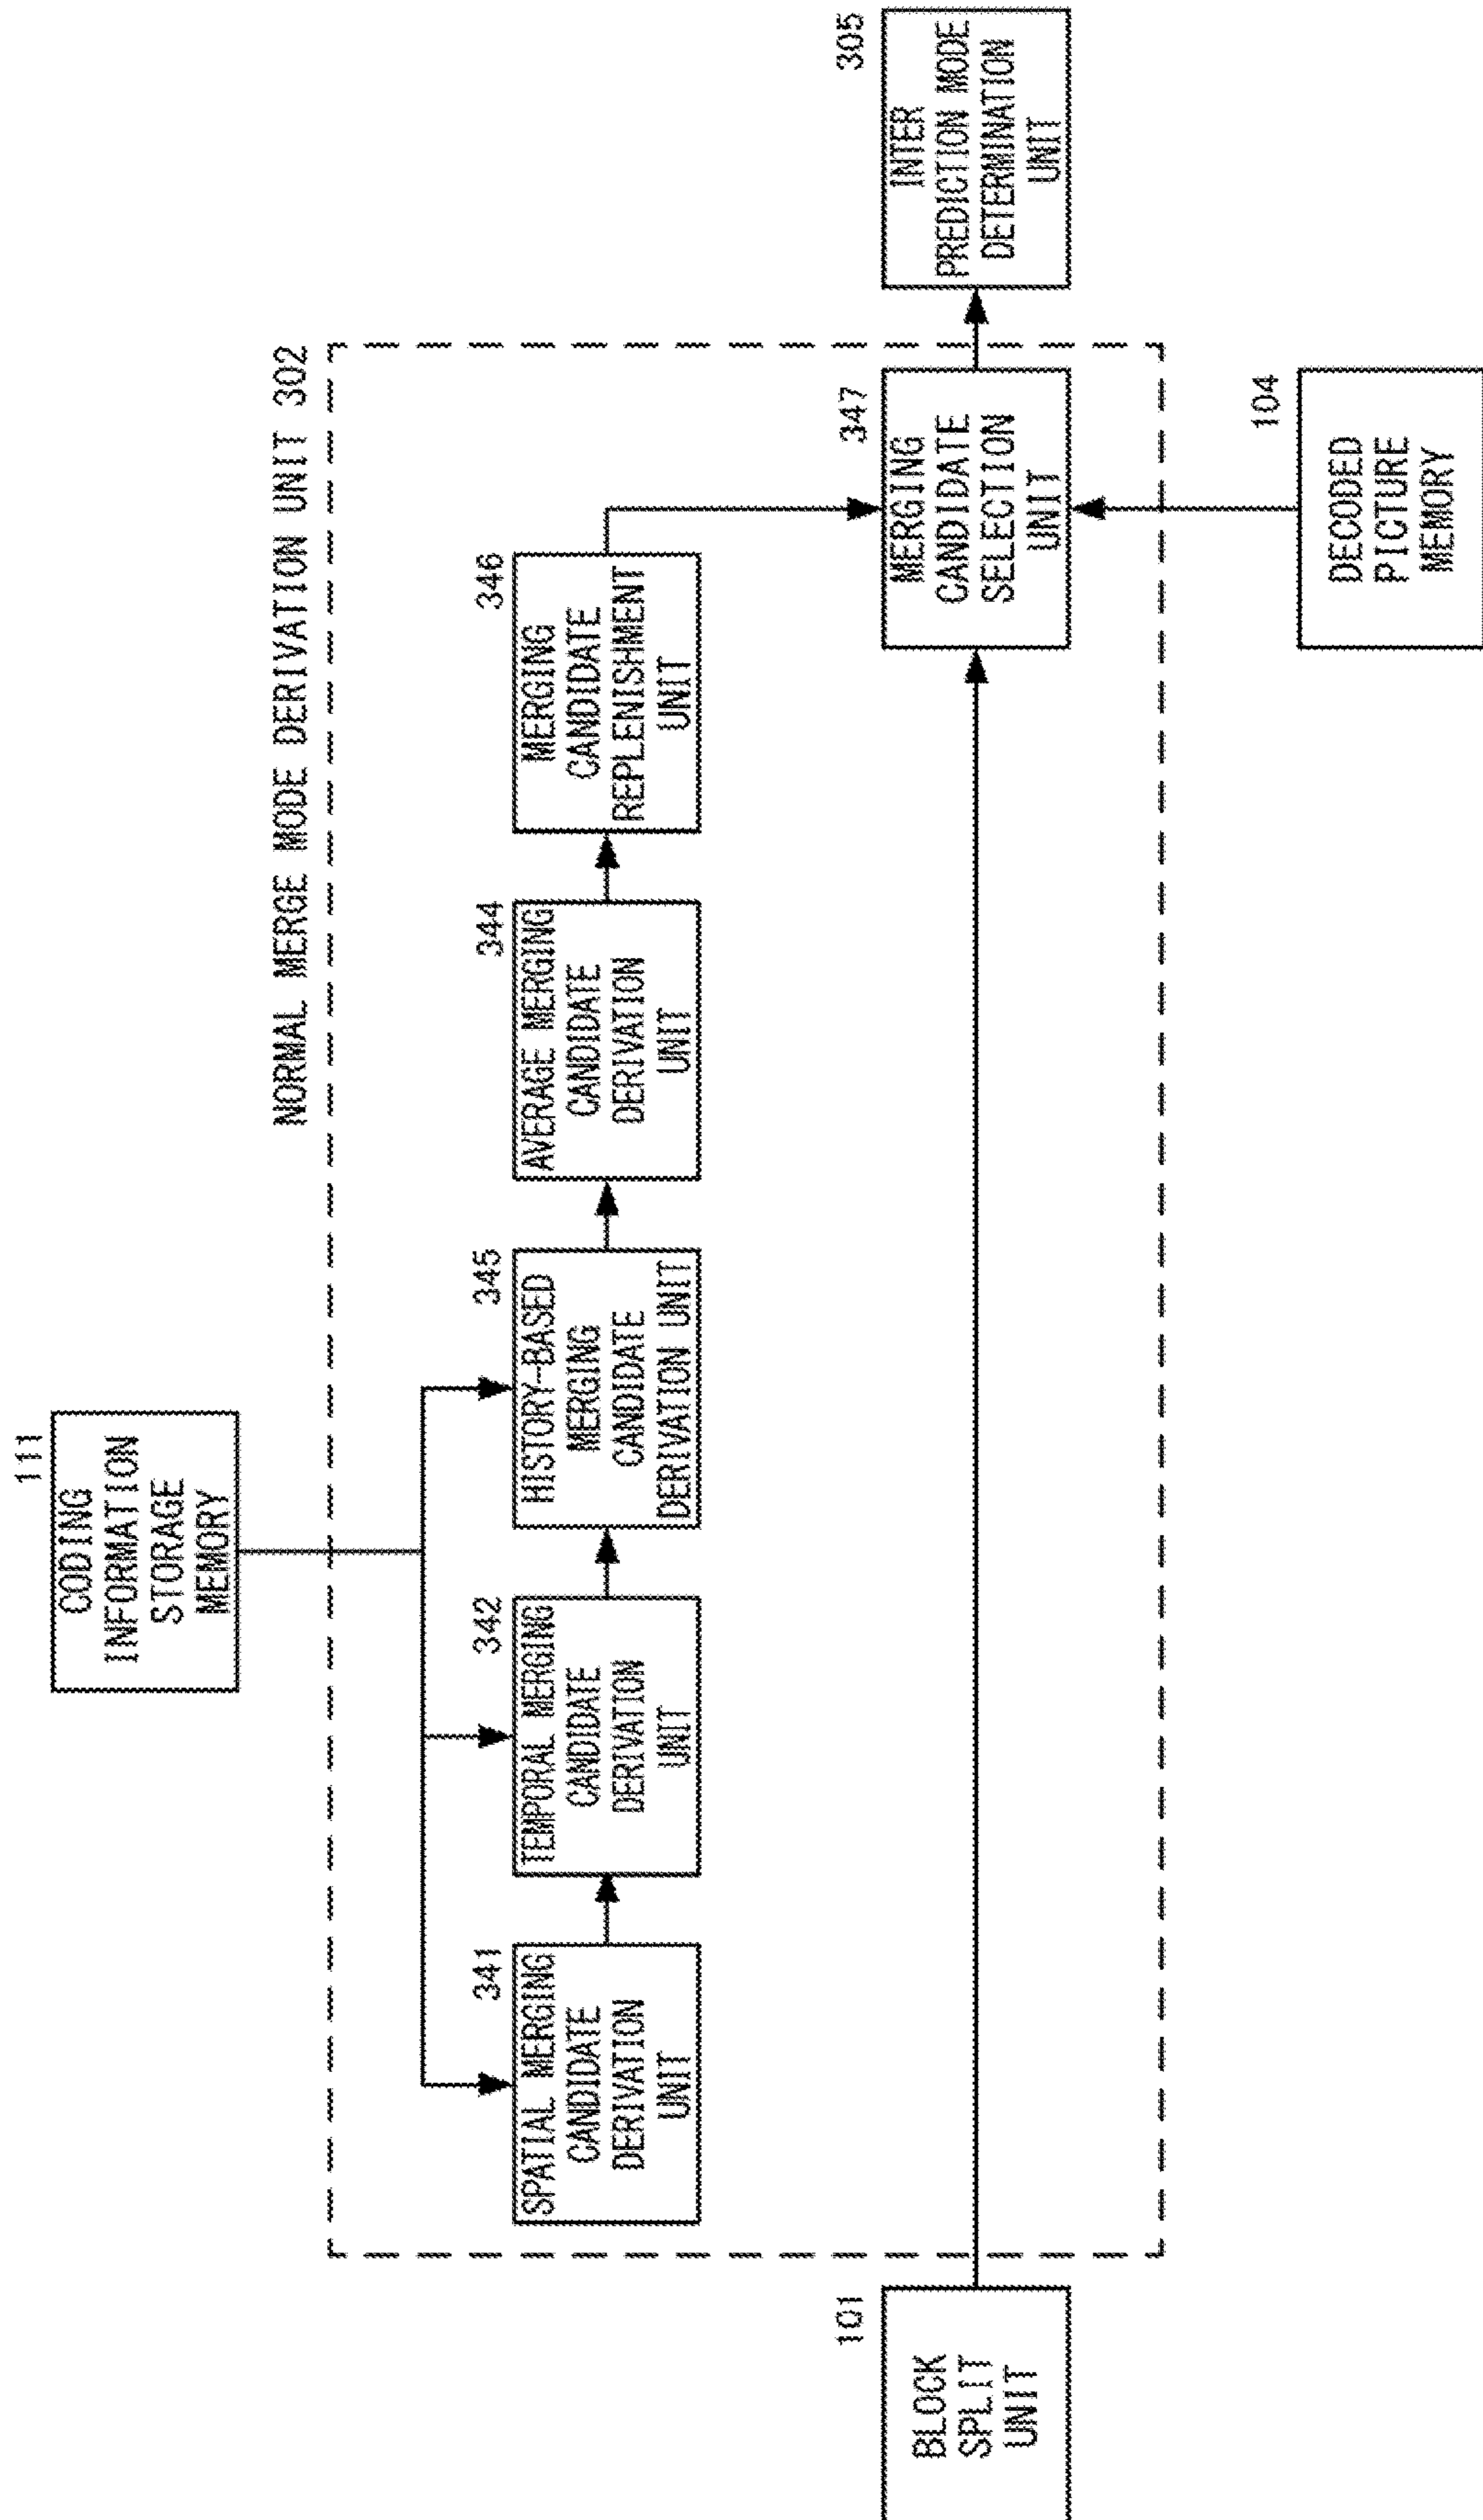 111
CODING
INFORMATION
STORAGE
MEMORY
NORMAL MERGE MODE DERIVATION UNIT 302
341
SPATIAL MERGING
CANDIDATE
DERIVATION
UNIT
342
TEMPORAL MERGING
CANDIDATE
DERIVATION
UNIT
345
HISTORY-BASED
MERGING
CANDIDATE
DERIVATION UNIT
344
AVERAGE MERGING
CANDIDATE
DERIVATION
UNIT
346
MERGING
CANDIDATE
REPLENISHMENT
UNIT
101
BLOCK
SPLIT
UNIT
347
MERGING
CANDIDATE
SELECTION
UNIT
305
INTER
PREDICTION MODE
DETERMINATION
UNIT
104
DECODED
PICTURE
MEMORY